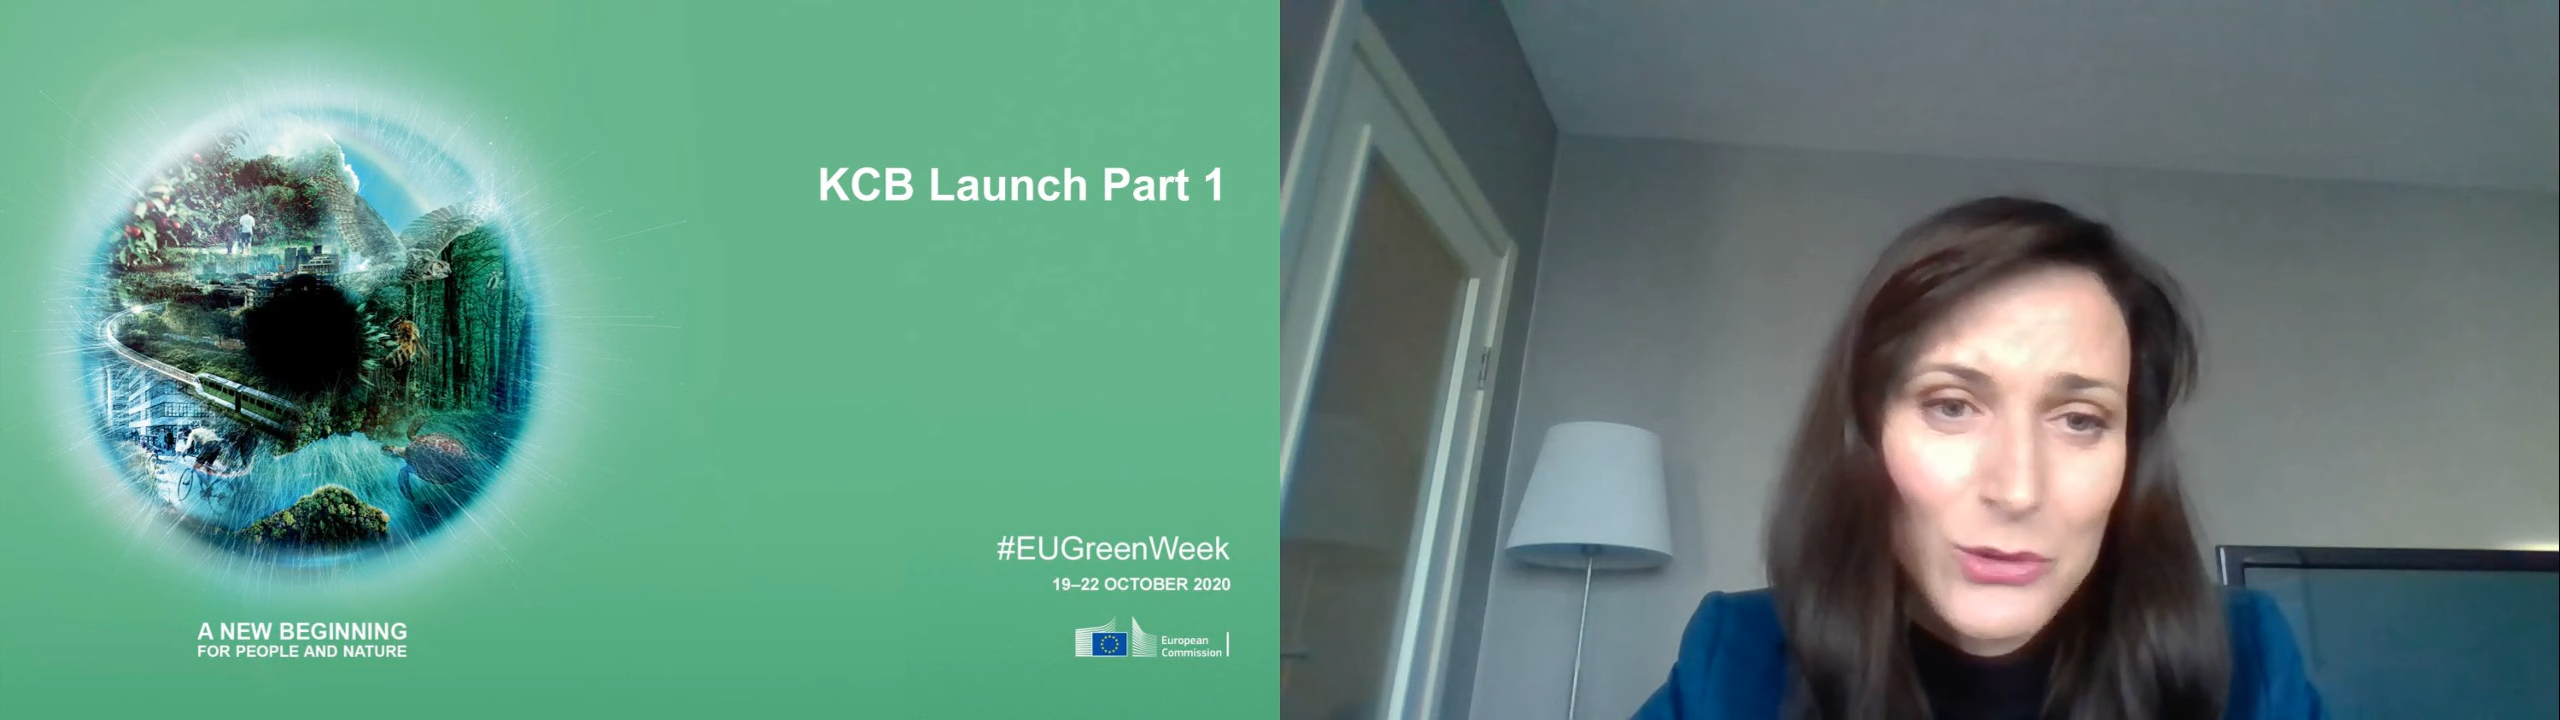 KCB Launch Part 1
#EUGreenWeek
19–22 OCTOBER 2020
A NEW BEGINNING
FOR PEOPLE AND NATURE
European
Commission